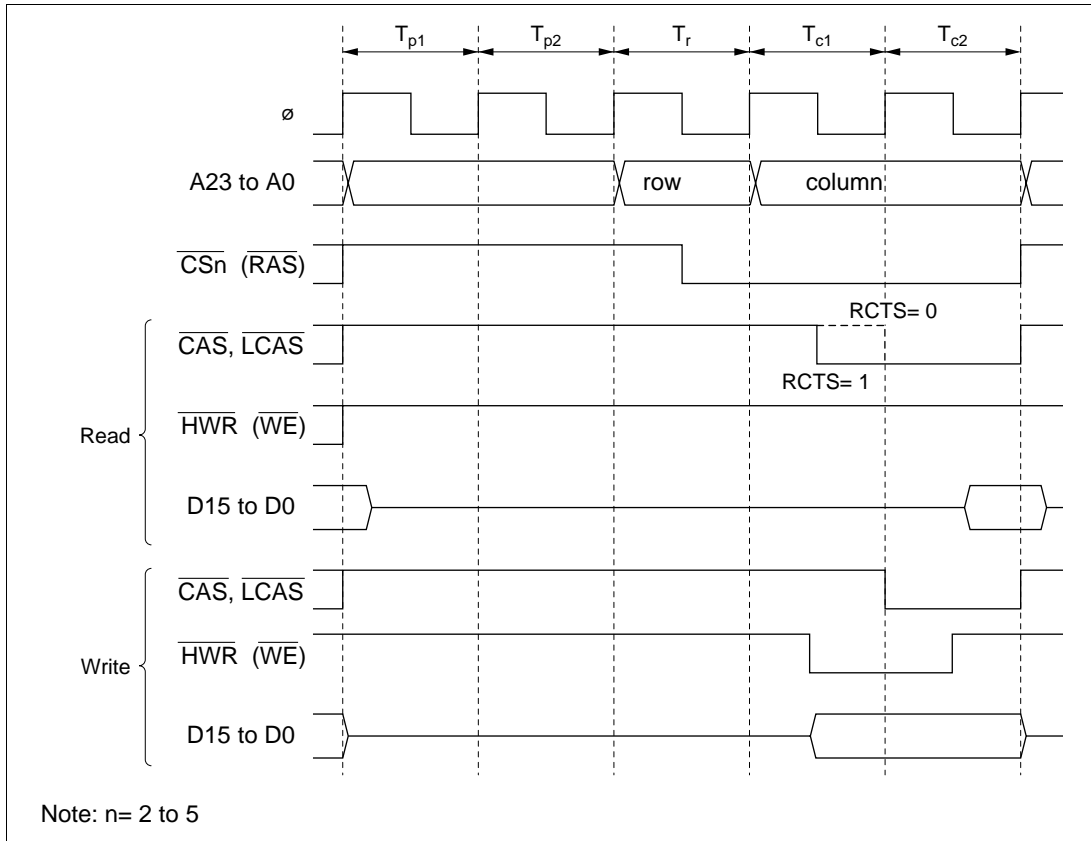 Tp1 Tp2 Tr Tc1 Tc2
ø
A23 to A0 row column
CSn (RAS)
RCTS= 0
CAS, LCAS
RCTS= 1
HWR (WE)
Read
D15 to D0
CAS, LCAS
HWR (WE)
Write
D15 to D0
Note: n= 2 to 5